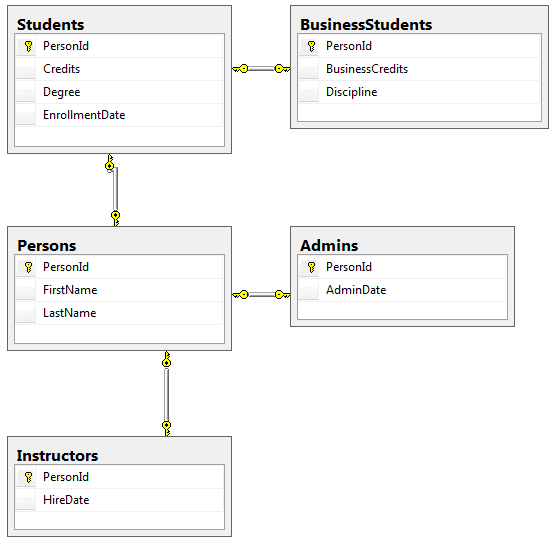 Students
PersonId
Credits
Degree
EnrollmentDate
BusinessStudents
PersonId
BusinessCredits
Discipline
Persons
PersonId
FirstName
LastName
Admins
PersonId
AdminDate
Instructors
PersonId
HireDate